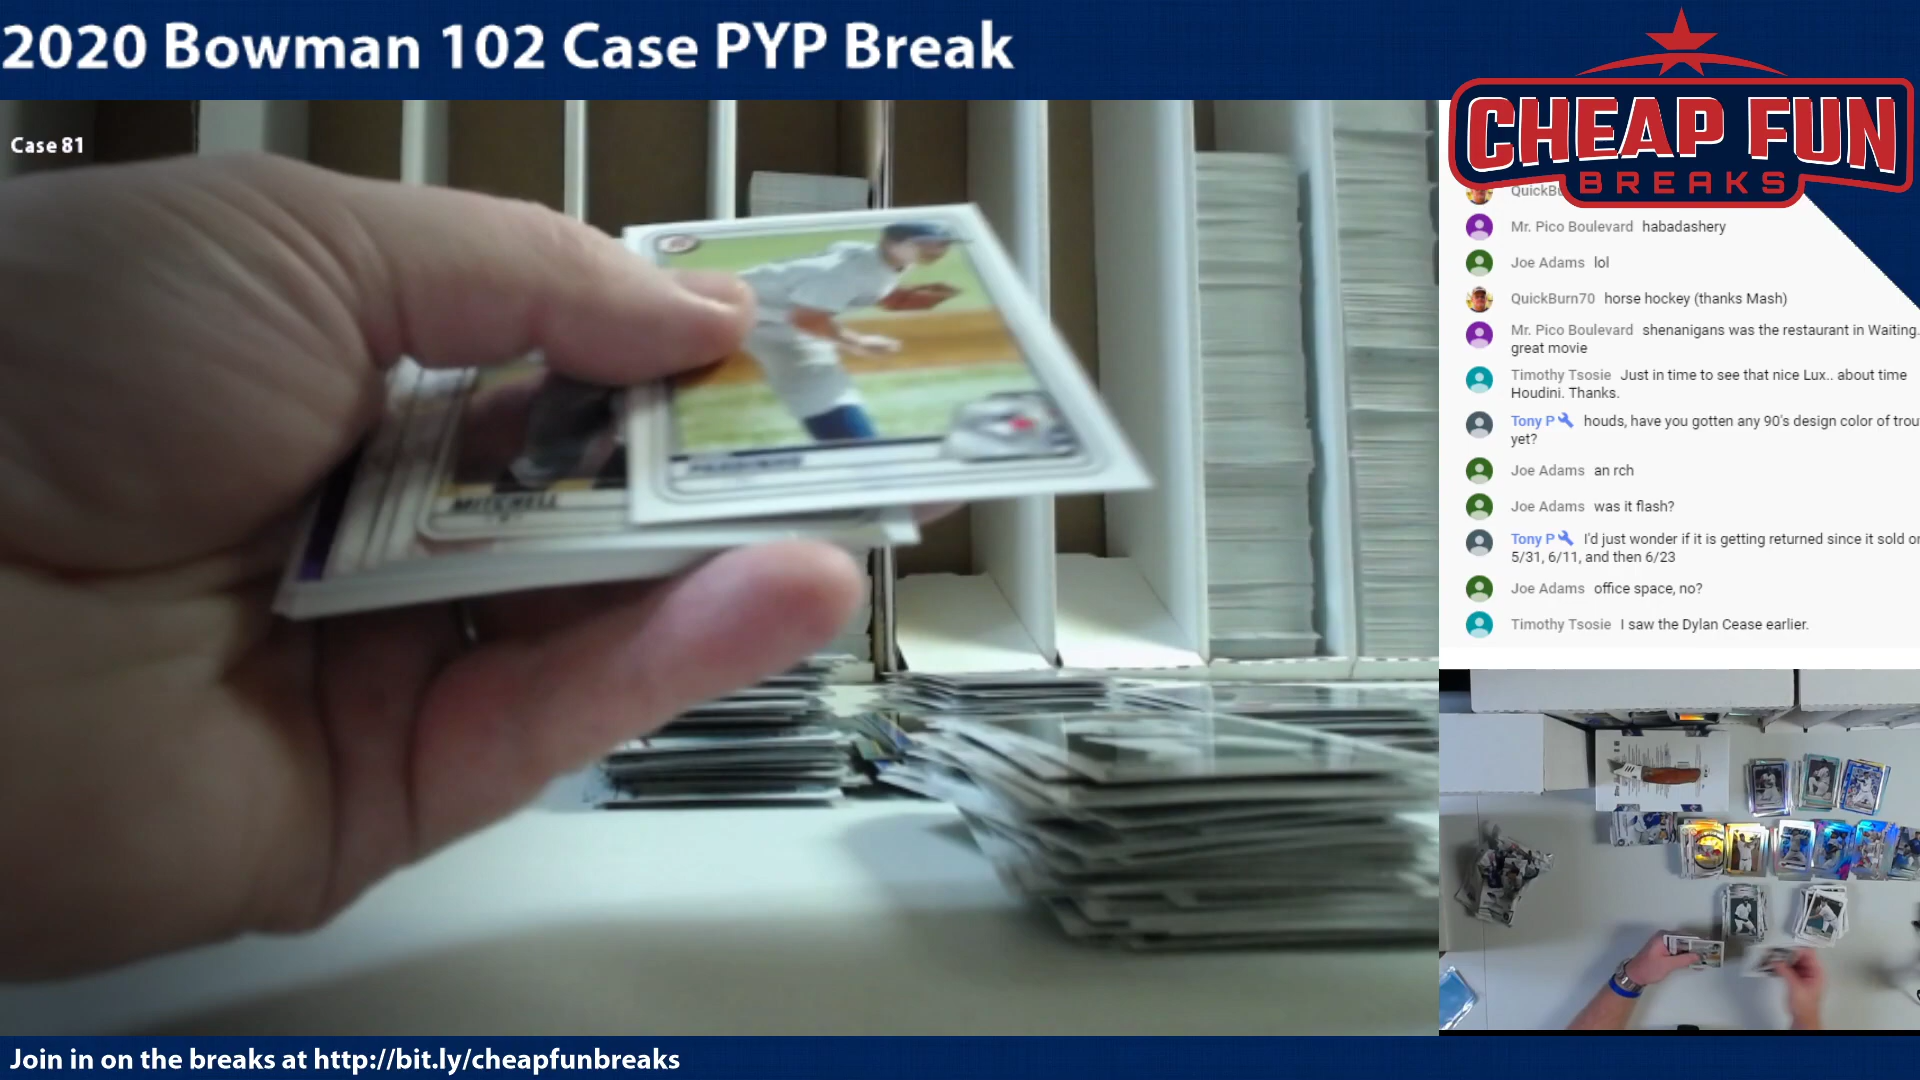 2020 Bowman 102 Case PYP Break
CHEAP FUN
BREAKS
Case 81
QuickBu
Mr. Pico Boulevard habadashery
Joe Adams lol
QuickBurn70 horse hockey (thanks Mash)
Mr. Pico Boulevard shenanigans was the restaurant in Waiting.
great movie
Timothy Tsosie Just in time to see that nice Lux.. about time
Houdini. Thanks.
Tony P houds, have you gotten any 90's design color of trou
yet?
Joe Adams an rch
Joe Adams was it flash?
Tony P I'd just wonder if it is getting returned since it sold on
5/31, 6/11, and then 6/23
Joe Adams office space, no?
Timothy Tsosie I saw the Dylan Cease earlier.
MITCHELL
Join in on the breaks at http://bit.ly/cheapfunbreaks